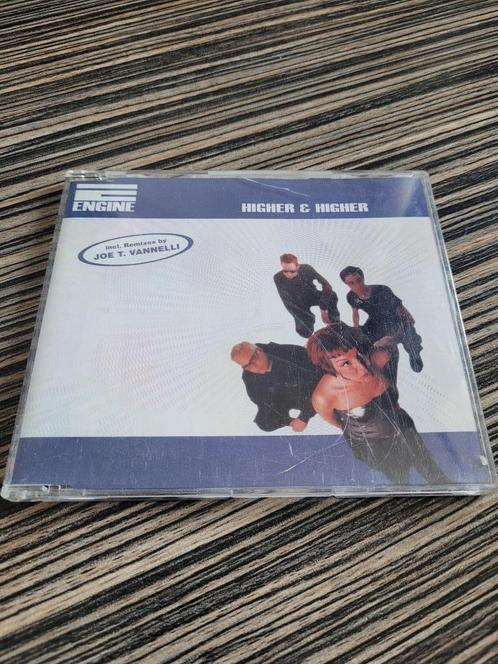 ENGINE
HIGHER & HIGHER
incl. Remixes by
JOE T. VANNELLI